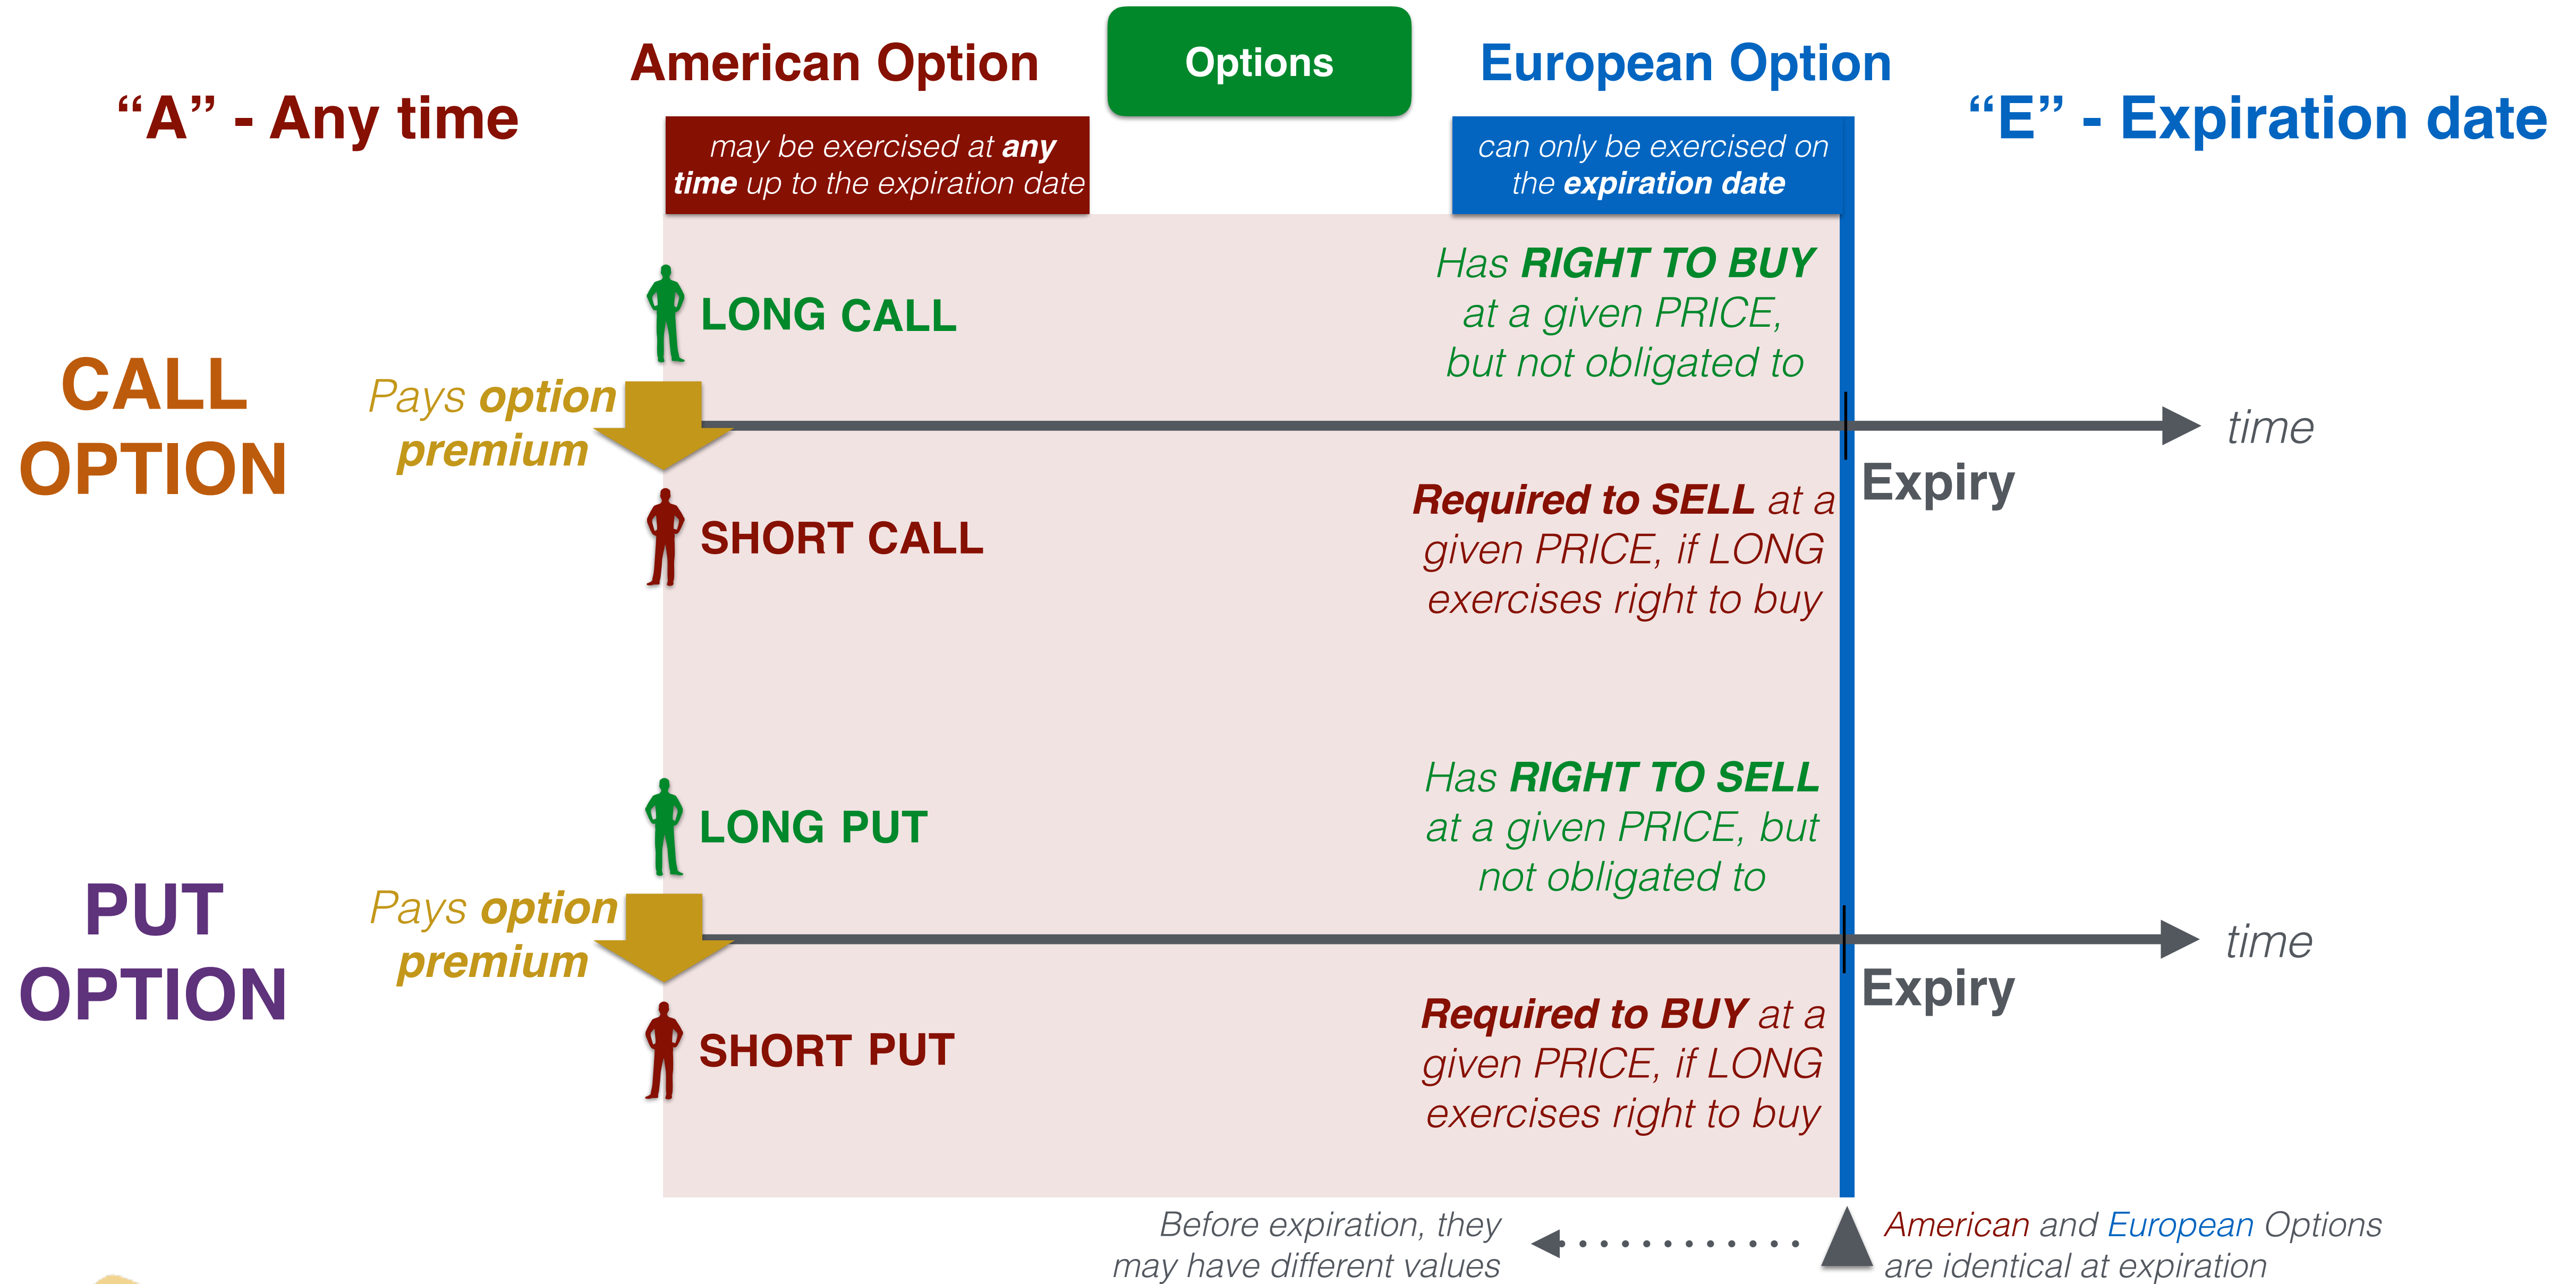 Options
American Option
European Option
“A” - Any time
“E” - Expiration date
may be exercised at any
time up to the expiration date
can only be exercised on
the expiration date
CALL
OPTION
LONG CALL
Has RIGHT TO BUY
at a given PRICE,
but not obligated to
Pays option
premium
time
Expiry
SHORT CALL
Required to SELL at a
given PRICE, if LONG
exercises right to buy
PUT
OPTION
LONG PUT
Has RIGHT TO SELL
at a given PRICE, but
not obligated to
Pays option
premium
time
Expiry
SHORT PUT
Required to BUY at a
given PRICE, if LONG
exercises right to buy
Before expiration, they
may have different values
American and European Options
are identical at expiration